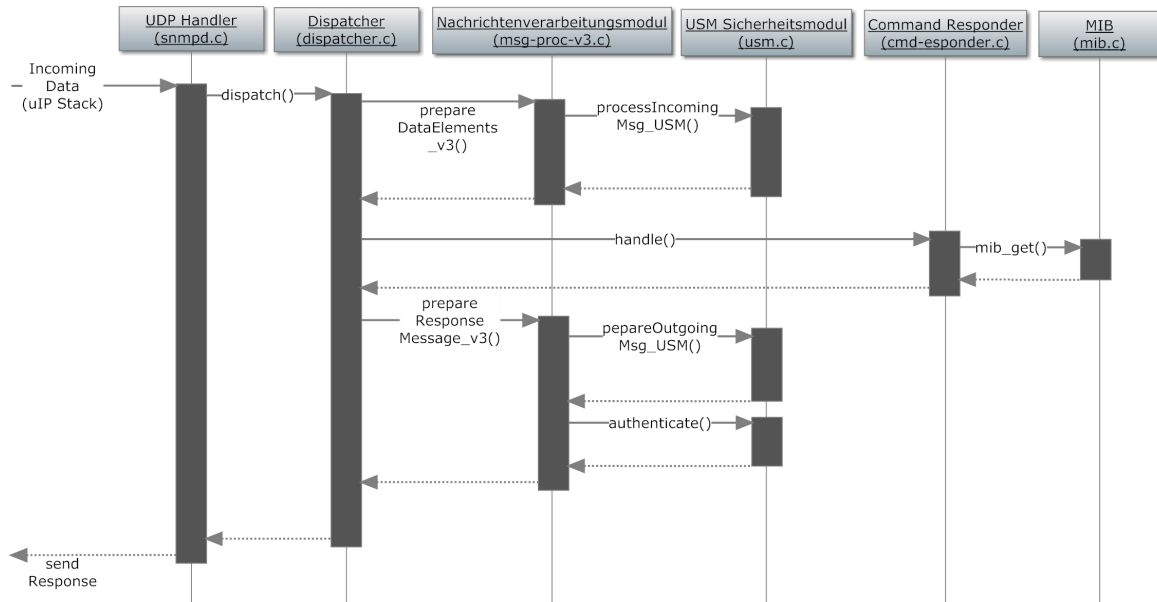 UDP Handler
(snmpd.c)
Dispatcher
(dispatcher.c)
Nachrichtenverarbeitungsmodul
(msg-proc-v3.c)
USM Sicherheitsmodul
(usm.c)
Command Responder
(cmd-esponder.c)
MIB
(mib.c)
Incoming
Data
(uIP Stack)
dispatch()
prepare
DataElements
_v3()
processIncoming
Msg_USM()
handle()
mib_get()
prepare
Response
Message_v3()
pepareOutgoing
Msg_USM()
authenticate()
send
Response